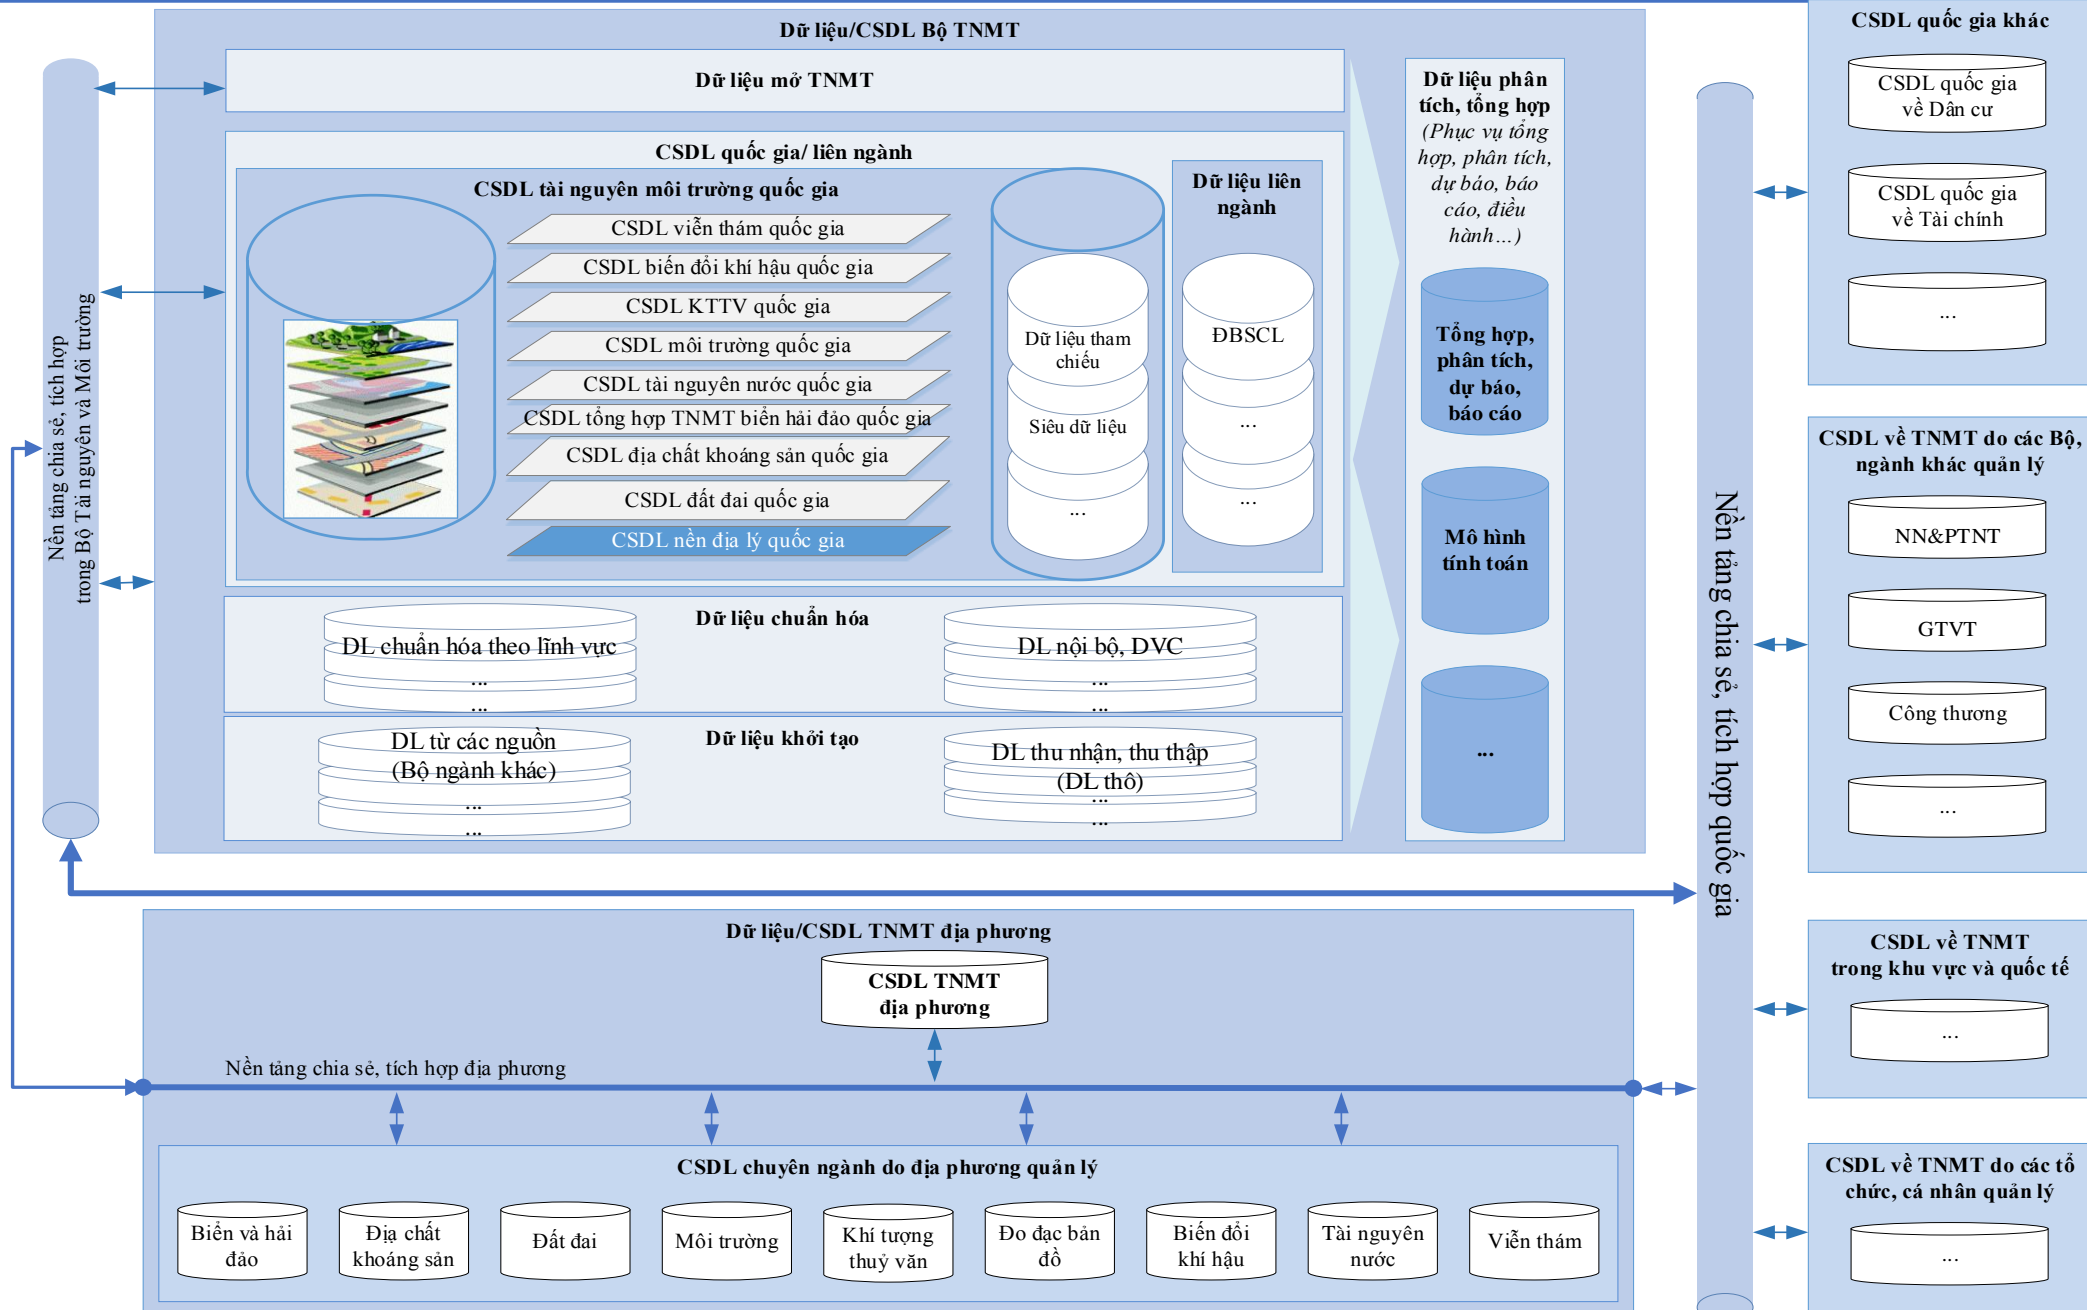 Dữ liệu/CSDL Bộ TNMT
Dữ liệu mở TNMT
CSDL quốc gia/ liên ngành
CSDL tài nguyên môi trường quốc gia
CSDL viễn thám quốc gia
CSDL biến đổi khí hậu quốc gia
CSDL KTTV quốc gia
CSDL môi trường quốc gia
CSDL tài nguyên nước quốc gia
CSDL tổng hợp TNMT biển hải đảo quốc gia
CSDL địa chất khoáng sản quốc gia
CSDL đất đai quốc gia
CSDL nền địa lý quốc gia
Dữ liệu tham
chiếu
Siêu dữ liệu
...
Dữ liệu liên
ngành
ĐBSCL
...
...
Dữ liệu chuẩn hóa
DL chuẩn hóa theo lĩnh vực
...
...
DL nội bộ, DVC
...
...
Dữ liệu khởi tạo
DL từ các nguồn
(Bộ ngành khác)
...
...
DL thu nhận, thu thập
(DL thô)
...
...
Dữ liệu phân
tích, tổng hợp
(Phục vụ tổng
hợp, phân tích,
dự báo, báo
cáo, điều
hành...)
Tổng hợp,
phân tích,
dự báo,
báo cáo
Mô hình
tính toán
...
Nền tảng chia sẻ, tích hợp
trong Bộ Tài nguyên và Môi trường
Nền tảng chia sẻ, tích hợp quốc gia
CSDL quốc gia khác
CSDL quốc gia
về Dân cư
CSDL quốc gia
về Tài chính
...
CSDL về TNMT do các Bộ,
ngành khác quản lý
NN&PTNT
GTVT
Công thương
...
CSDL về TNMT
trong khu vực và quốc tế
...
CSDL về TNMT do các tổ
chức, cá nhân quản lý
...
Dữ liệu/CSDL TNMT địa phương
CSDL TNMT
địa phương
Nền tảng chia sẻ, tích hợp địa phương
CSDL chuyên ngành do địa phương quản lý
Biển và hải
đảo
Địa chất
khoáng sản
Đất đai
Môi trường
Khí tượng
thuỷ văn
Đo đạc bản
đồ
Biến đổi
khí hậu
Tài nguyên
nước
Viễn thám